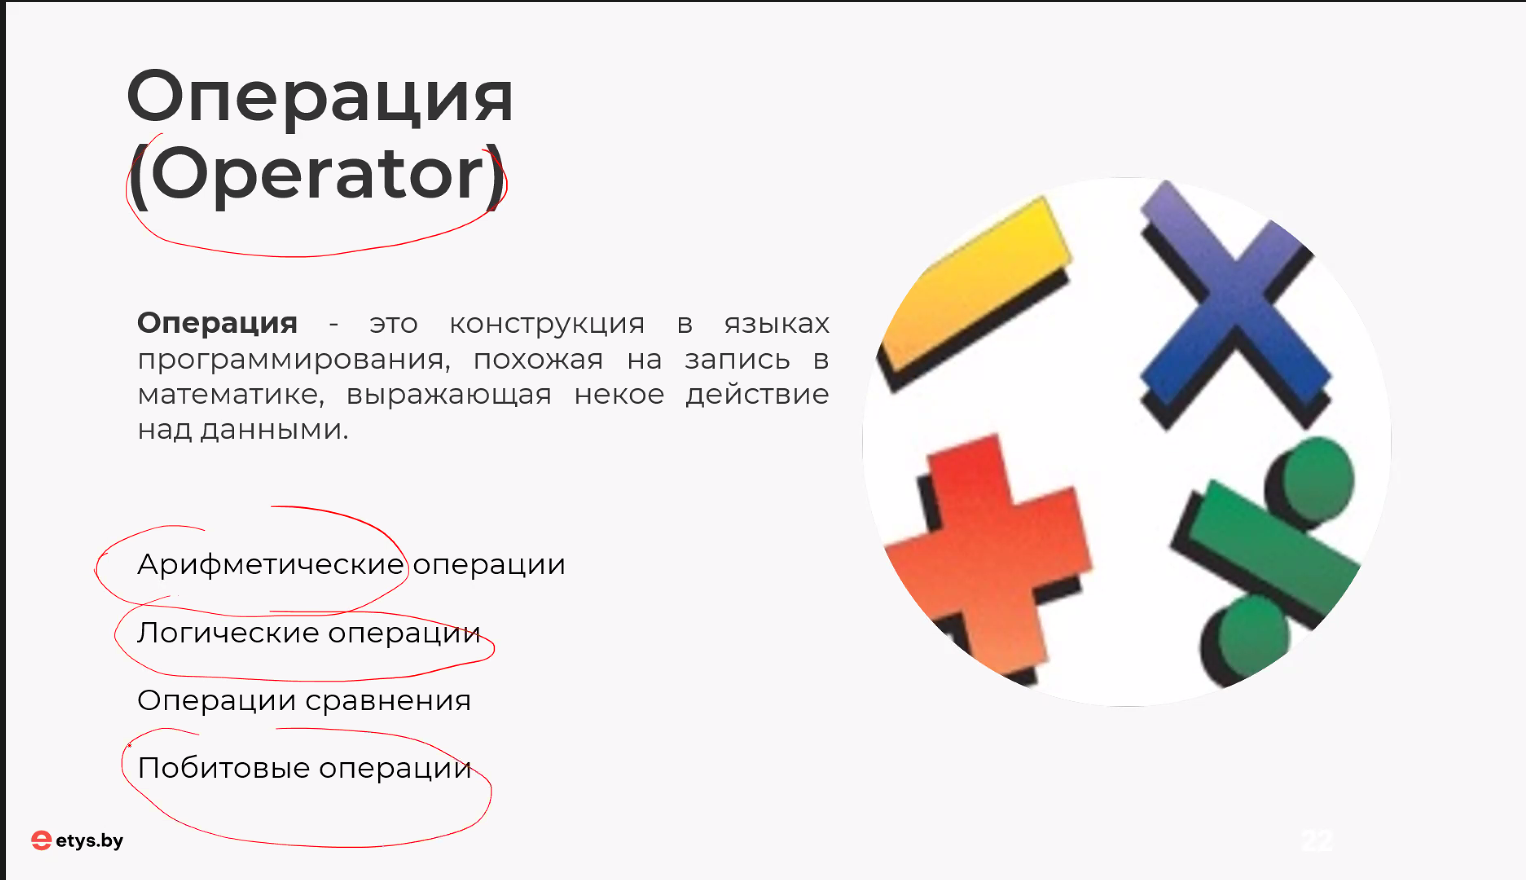 Операция
(Operator)
Операция - это конструкция в языках
программирования, похожая на запись в
математике, выражающая некое действие
над данными.
Арифметические операции
Логические операции
Операции сравнения
Побитовые операции
etys.by
22